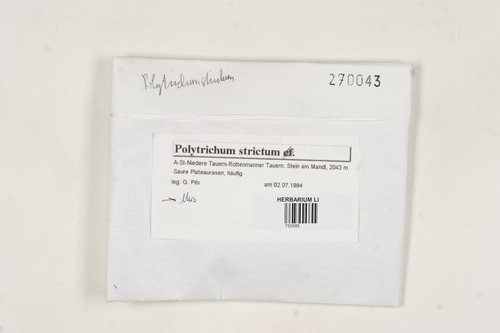 Polytrichum strictum
270043
Polytrichum strictum cf.
A-St-Niedere Tauern-Rottenmanner Tauern: Stein am Mandl, 2043 m
Saure Plateaurasen, häufig
leg. G. Pils am 02.07.1994
HERBARIUM LI